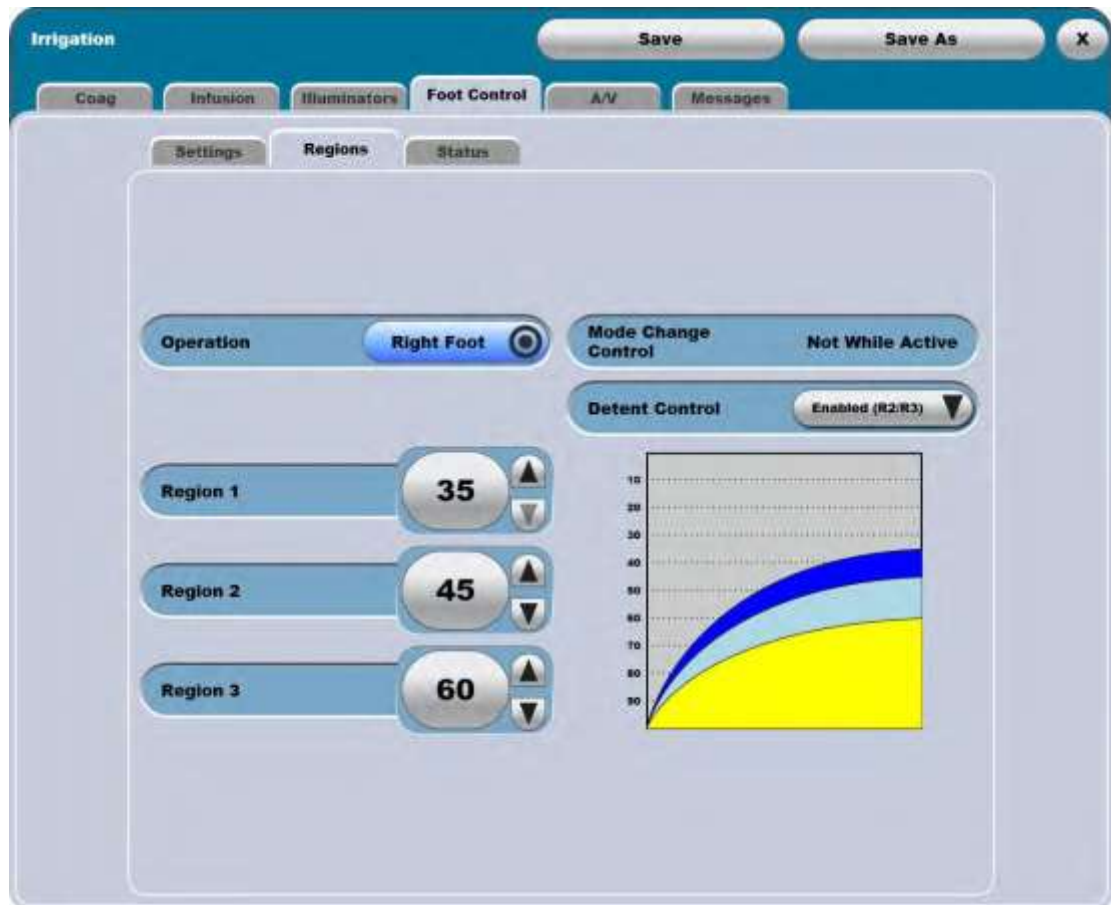 Irrigation
Save
Save As
X
Coag
Infusion
Illuminators
Foot Control
A/V
Messages
Settings
Regions
Status
Operation
Right Foot
Mode Change
Control
Not While Active
Detent Control
Enabled (R2/R3)
Region 1
35
Region 2
45
Region 3
60
10
20
30
40
50
60
70
80
90